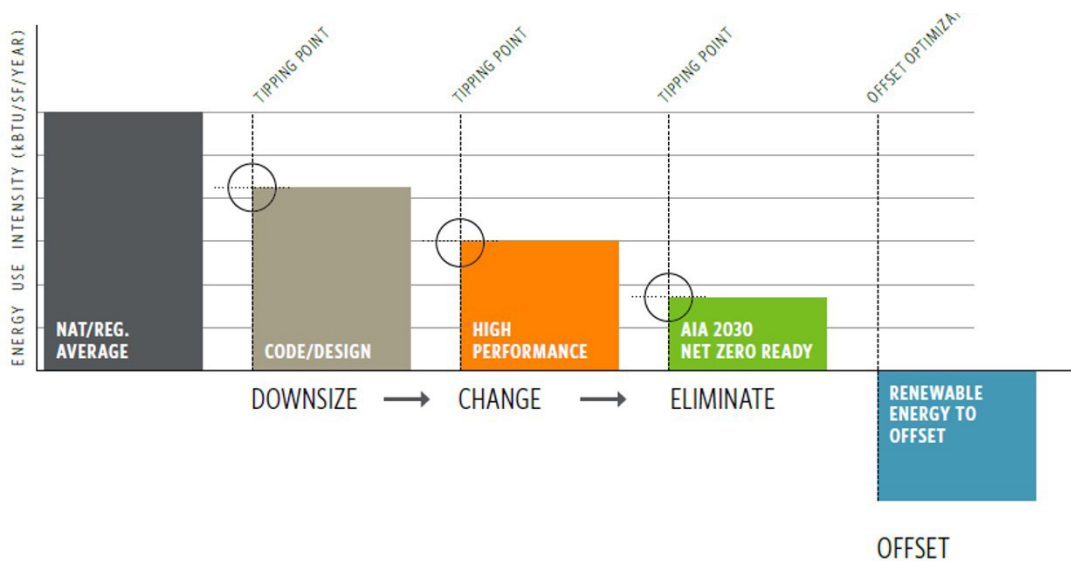 ENERGY USE INTENSITY (kBTU/SF/YEAR)
TIPPING POINT
TIPPING POINT
TIPPING POINT
OFFSET
NAT/REG.
AVERAGE
CODE/DESIGN
HIGH
PERFORMANCE
AIA 2030
NET ZERO READY
DOWNSIZE
CHANGE
ELIMINATE
RENEWABLE
ENERGY TO
OFFSET
OFFSET